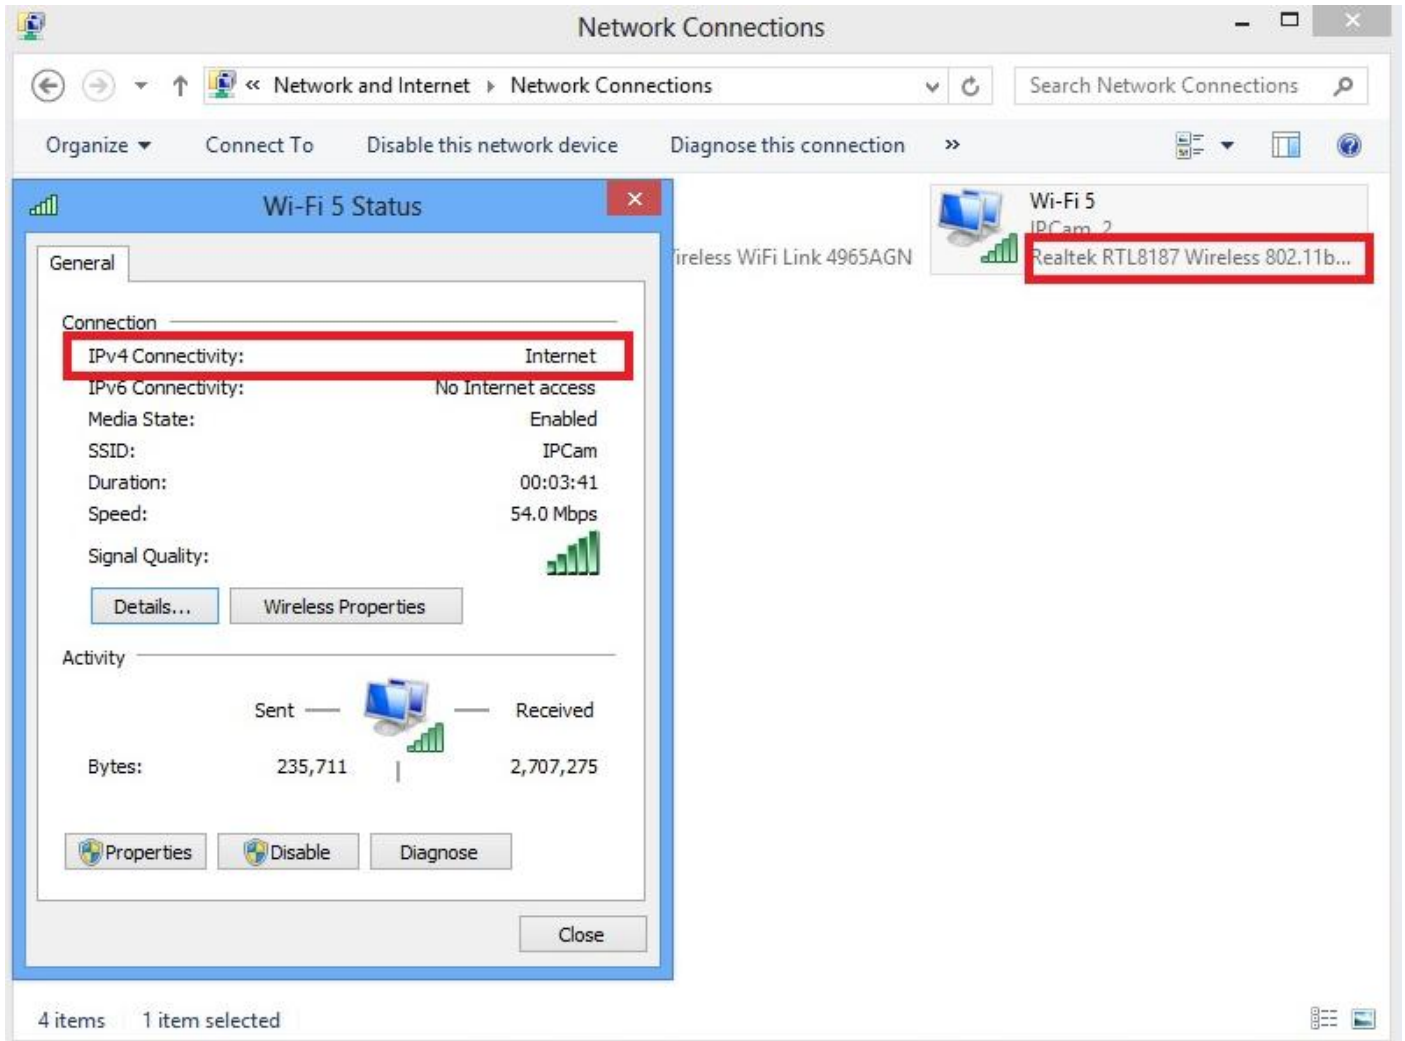 Network Connections
« Network and Internet Network Connections
Search Network Connections
Organize Connect To Disable this network device Diagnose this connection »
Wi-Fi 5 Status
General
Connection
IPv4 Connectivity: Internet
IPv6 Connectivity: No Internet access
Media State: Enabled
SSID: IPCam
Duration: 00:03:41
Speed: 54.0 Mbps
Signal Quality:
Details... Wireless Properties
Activity
Sent Received
Bytes: 235,711 2,707,275
Properties Disable Diagnose
Close
WiFi Link 4965AGN
Wi-Fi 5
IPCam 2
Realtek RTL8187 Wireless 802.11b...
4 items 1 item selected